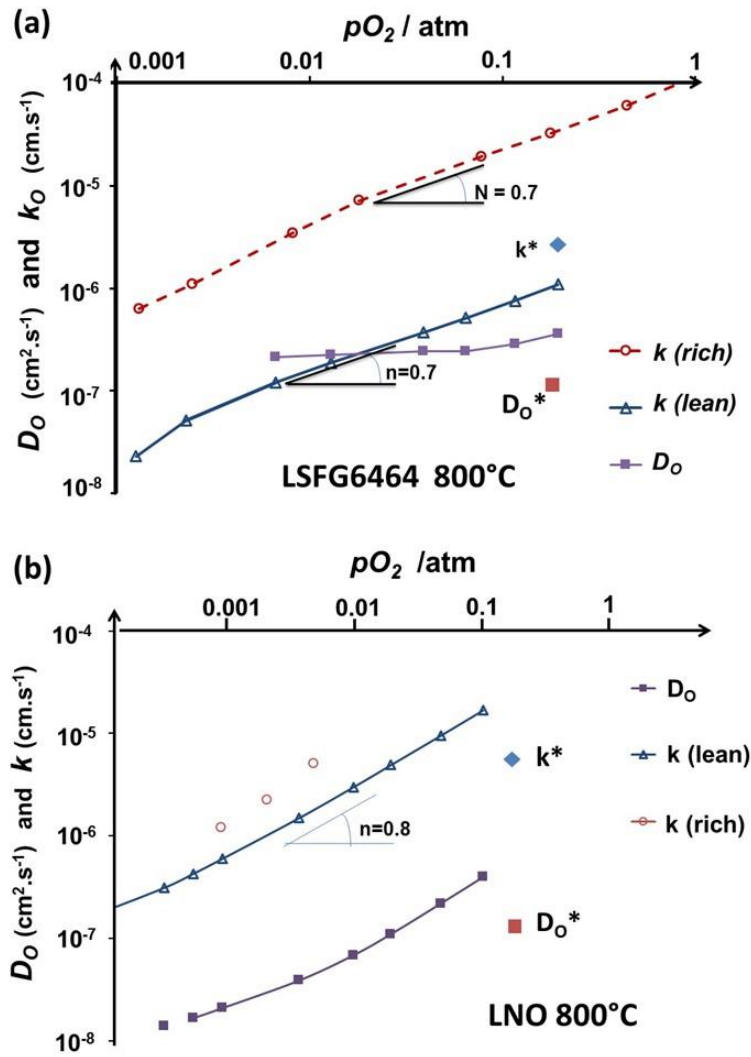 (a)
pO2 / atm
0.001 0.01 0.1 1
10-4
10-5
10-6
10-7
10-8
DO (cm2.s-1) and kO (cm.s-1)
N = 0.7
k*
n=0.7
DO*
k (rich)
k (lean)
DO
LSFG6464 800°C
(b)
pO2 /atm
0.001 0.01 0.1 1
10-4
10-5
10-6
10-7
10-8
DO (cm2.s-1) and k (cm.s-1)
DO
k*
k (lean)
k (rich)
n=0.8
DO*
LNO 800°C